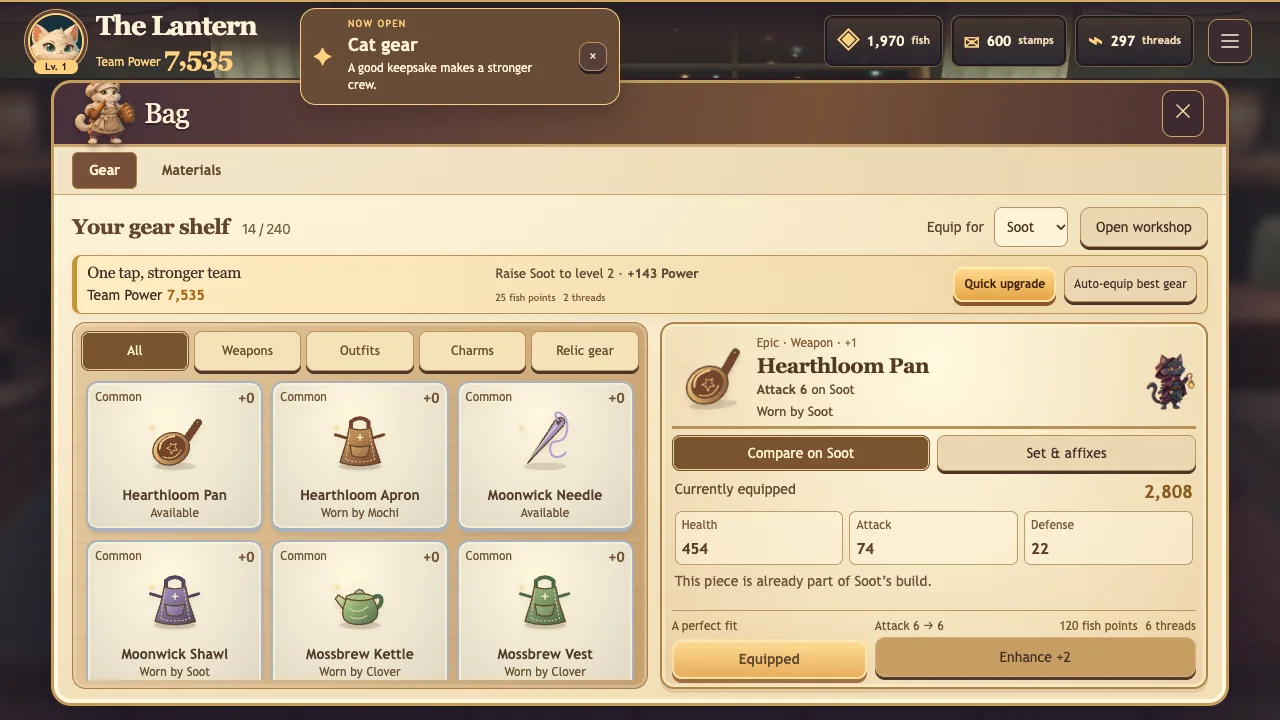 The Lantern
Team Power 7,535
Lv. 1
NOW OPEN
Cat gear
A good keepsake makes a stronger
crew.
×
1,970 fish
600 stamps
297 threads
Bag
Gear
Materials
Your gear shelf 14 / 240
Equip for
Soot
Open workshop
One tap, stronger team
Team Power 7,535
Raise Soot to level 2 · +143 Power
25 fish points 2 threads
Quick upgrade
Auto-equip best gear
All
Weapons
Outfits
Charms
Relic gear
Common +0
Hearthloom Pan
Available
Common +0
Hearthloom Apron
Worn by Mochi
Common +0
Moonwick Needle
Available
Common +0
Moonwick Shawl
Worn by Soot
Common +0
Mossbrew Kettle
Worn by Clover
Common +0
Mossbrew Vest
Worn by Clover
Epic · Weapon · +1
Hearthloom Pan
Attack 6 on Soot
Worn by Soot
Compare on Soot
Set & affixes
Currently equipped
2,808
Health
454
Attack
74
Defense
22
This piece is already part of Soot’s build.
A perfect fit
Equipped
Attack 6 → 6
120 fish points 6 threads
Enhance +2